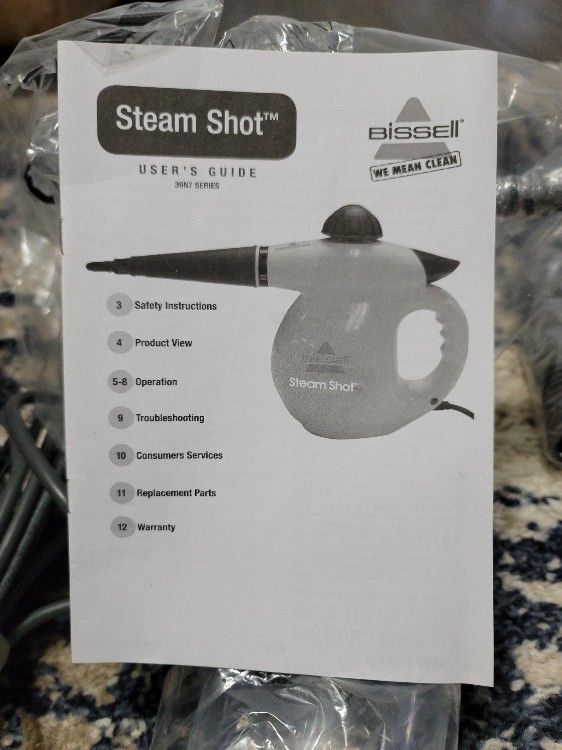 Steam Shot™
BISSELL®
WE MEAN CLEAN
USER'S GUIDE
39N7 SERIES
3 Safety Instructions
4 Product View
5-8 Operation
9 Troubleshooting
10 Consumers Services
11 Replacement Parts
12 Warranty
BISSELL
Steam Shot™